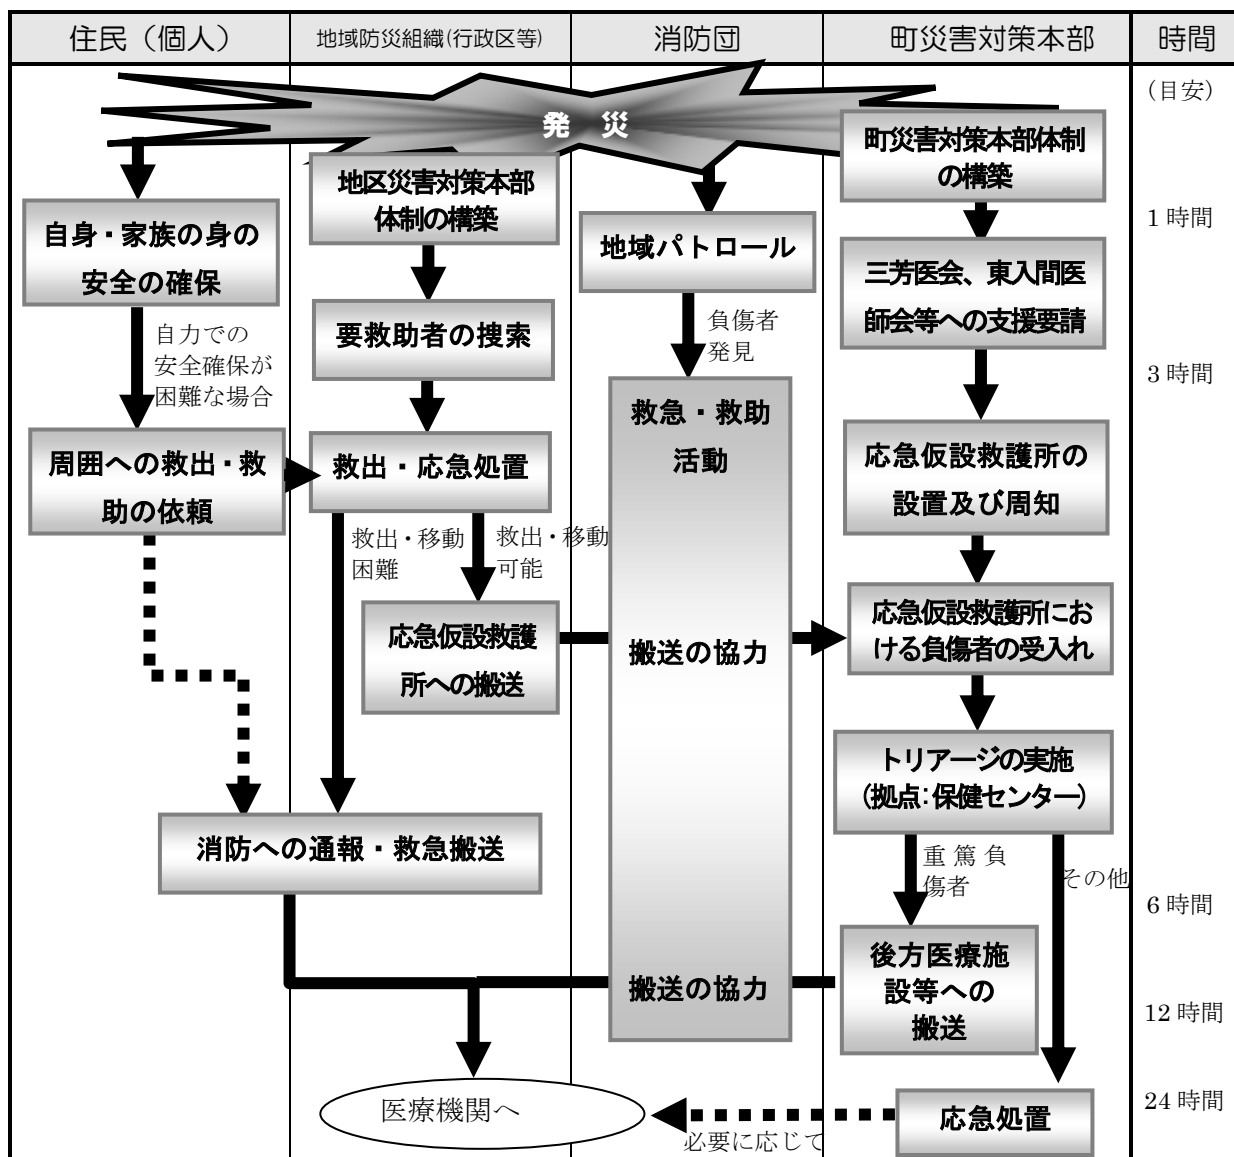 住民（個人）
地域防災組織(行政区等)
消防団
町災害対策本部
時間
（目安）
発　災
町災害対策本部体制
の構築
地区災害対策本部
体制の構築
1 時間
自身・家族の身の
安全の確保
地域パトロール
三芳医会、東入間医
師会等への支援要請
自力での
安全確保が
困難な場合
要救助者の捜索
負傷者
発見
3 時間
周囲への救出・救
助の依頼
救出・応急処置
救急・救助
活動
応急仮設救護所の
設置及び周知
救出・移動
困難
救出・移動
可能
応急仮設救護
所への搬送
搬送の協力
応急仮設救護所にお
ける負傷者の受入れ
トリアージの実施
(拠点:保健センター)
消防への通報・救急搬送
重 篤 負
傷者
その他
6 時間
搬送の協力
後方医療施
設等への
搬送
12 時間
医療機関へ
必要に応じて
応急処置
24 時間